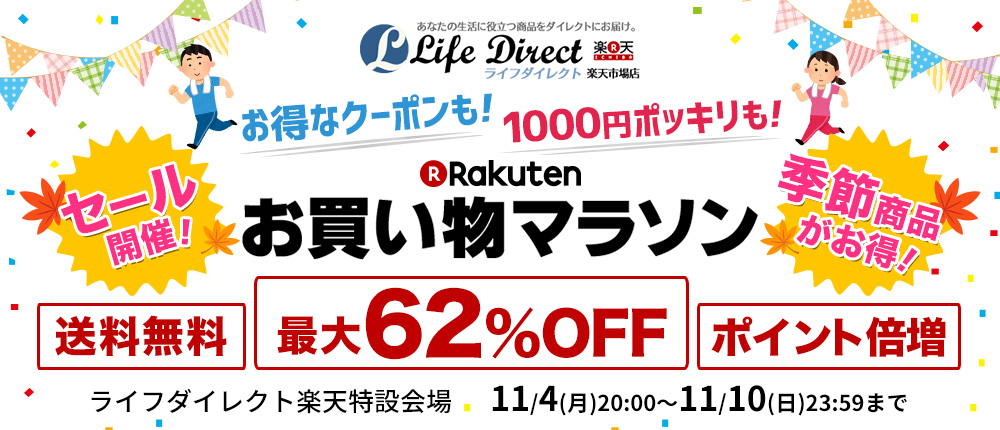 あなたの生活に役立つ商品をダイレクトにお届け。
L Life Direct 楽R天
ICHIBA
ライフダイレクト 楽天市場店
お得なクーポンも! 1000円ポッキリも!
R Rakuten
セール
開催!
お買い物マラソン
季節商品
がお得!
送料無料 最大62%OFF ポイント倍増
ライフダイレクト楽天特設会場 11/4(月)20:00～11/10(日)23:59まで